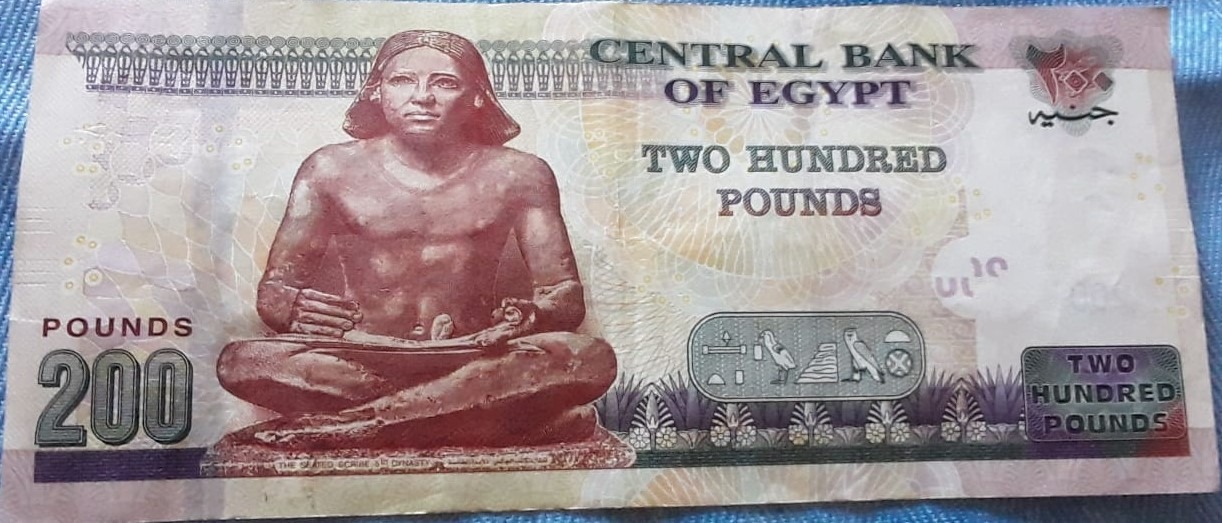 CENTRAL BANK
OF EGYPT
٢٠٠
جنيه
TWO HUNDRED
POUNDS
POUNDS
200
TWO
HUNDRED
POUNDS
THE SEATED SCRIBE 5TH DYNASTY